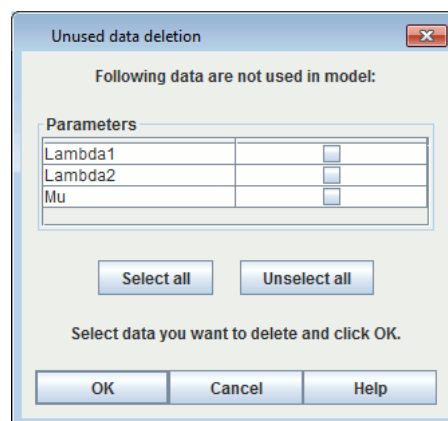 Unused data deletion
Following data are not used in model:
Parameters
Lambda1
Lambda2
Mu
Select all Unselect all
Select data you want to delete and click OK.
OK Cancel Help